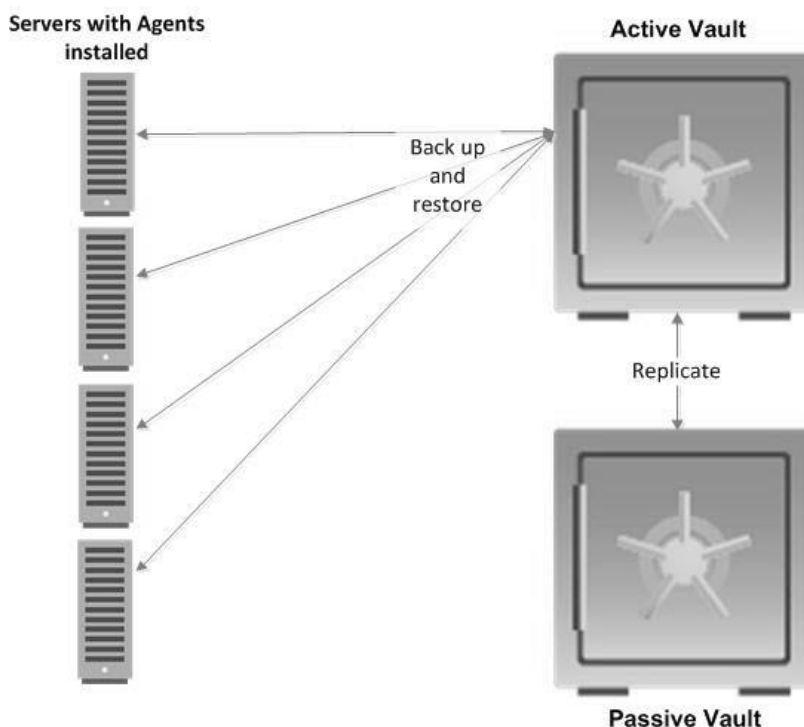 Servers with Agents
installed
Active Vault
Back up
and
restore
Replicate
Passive Vault